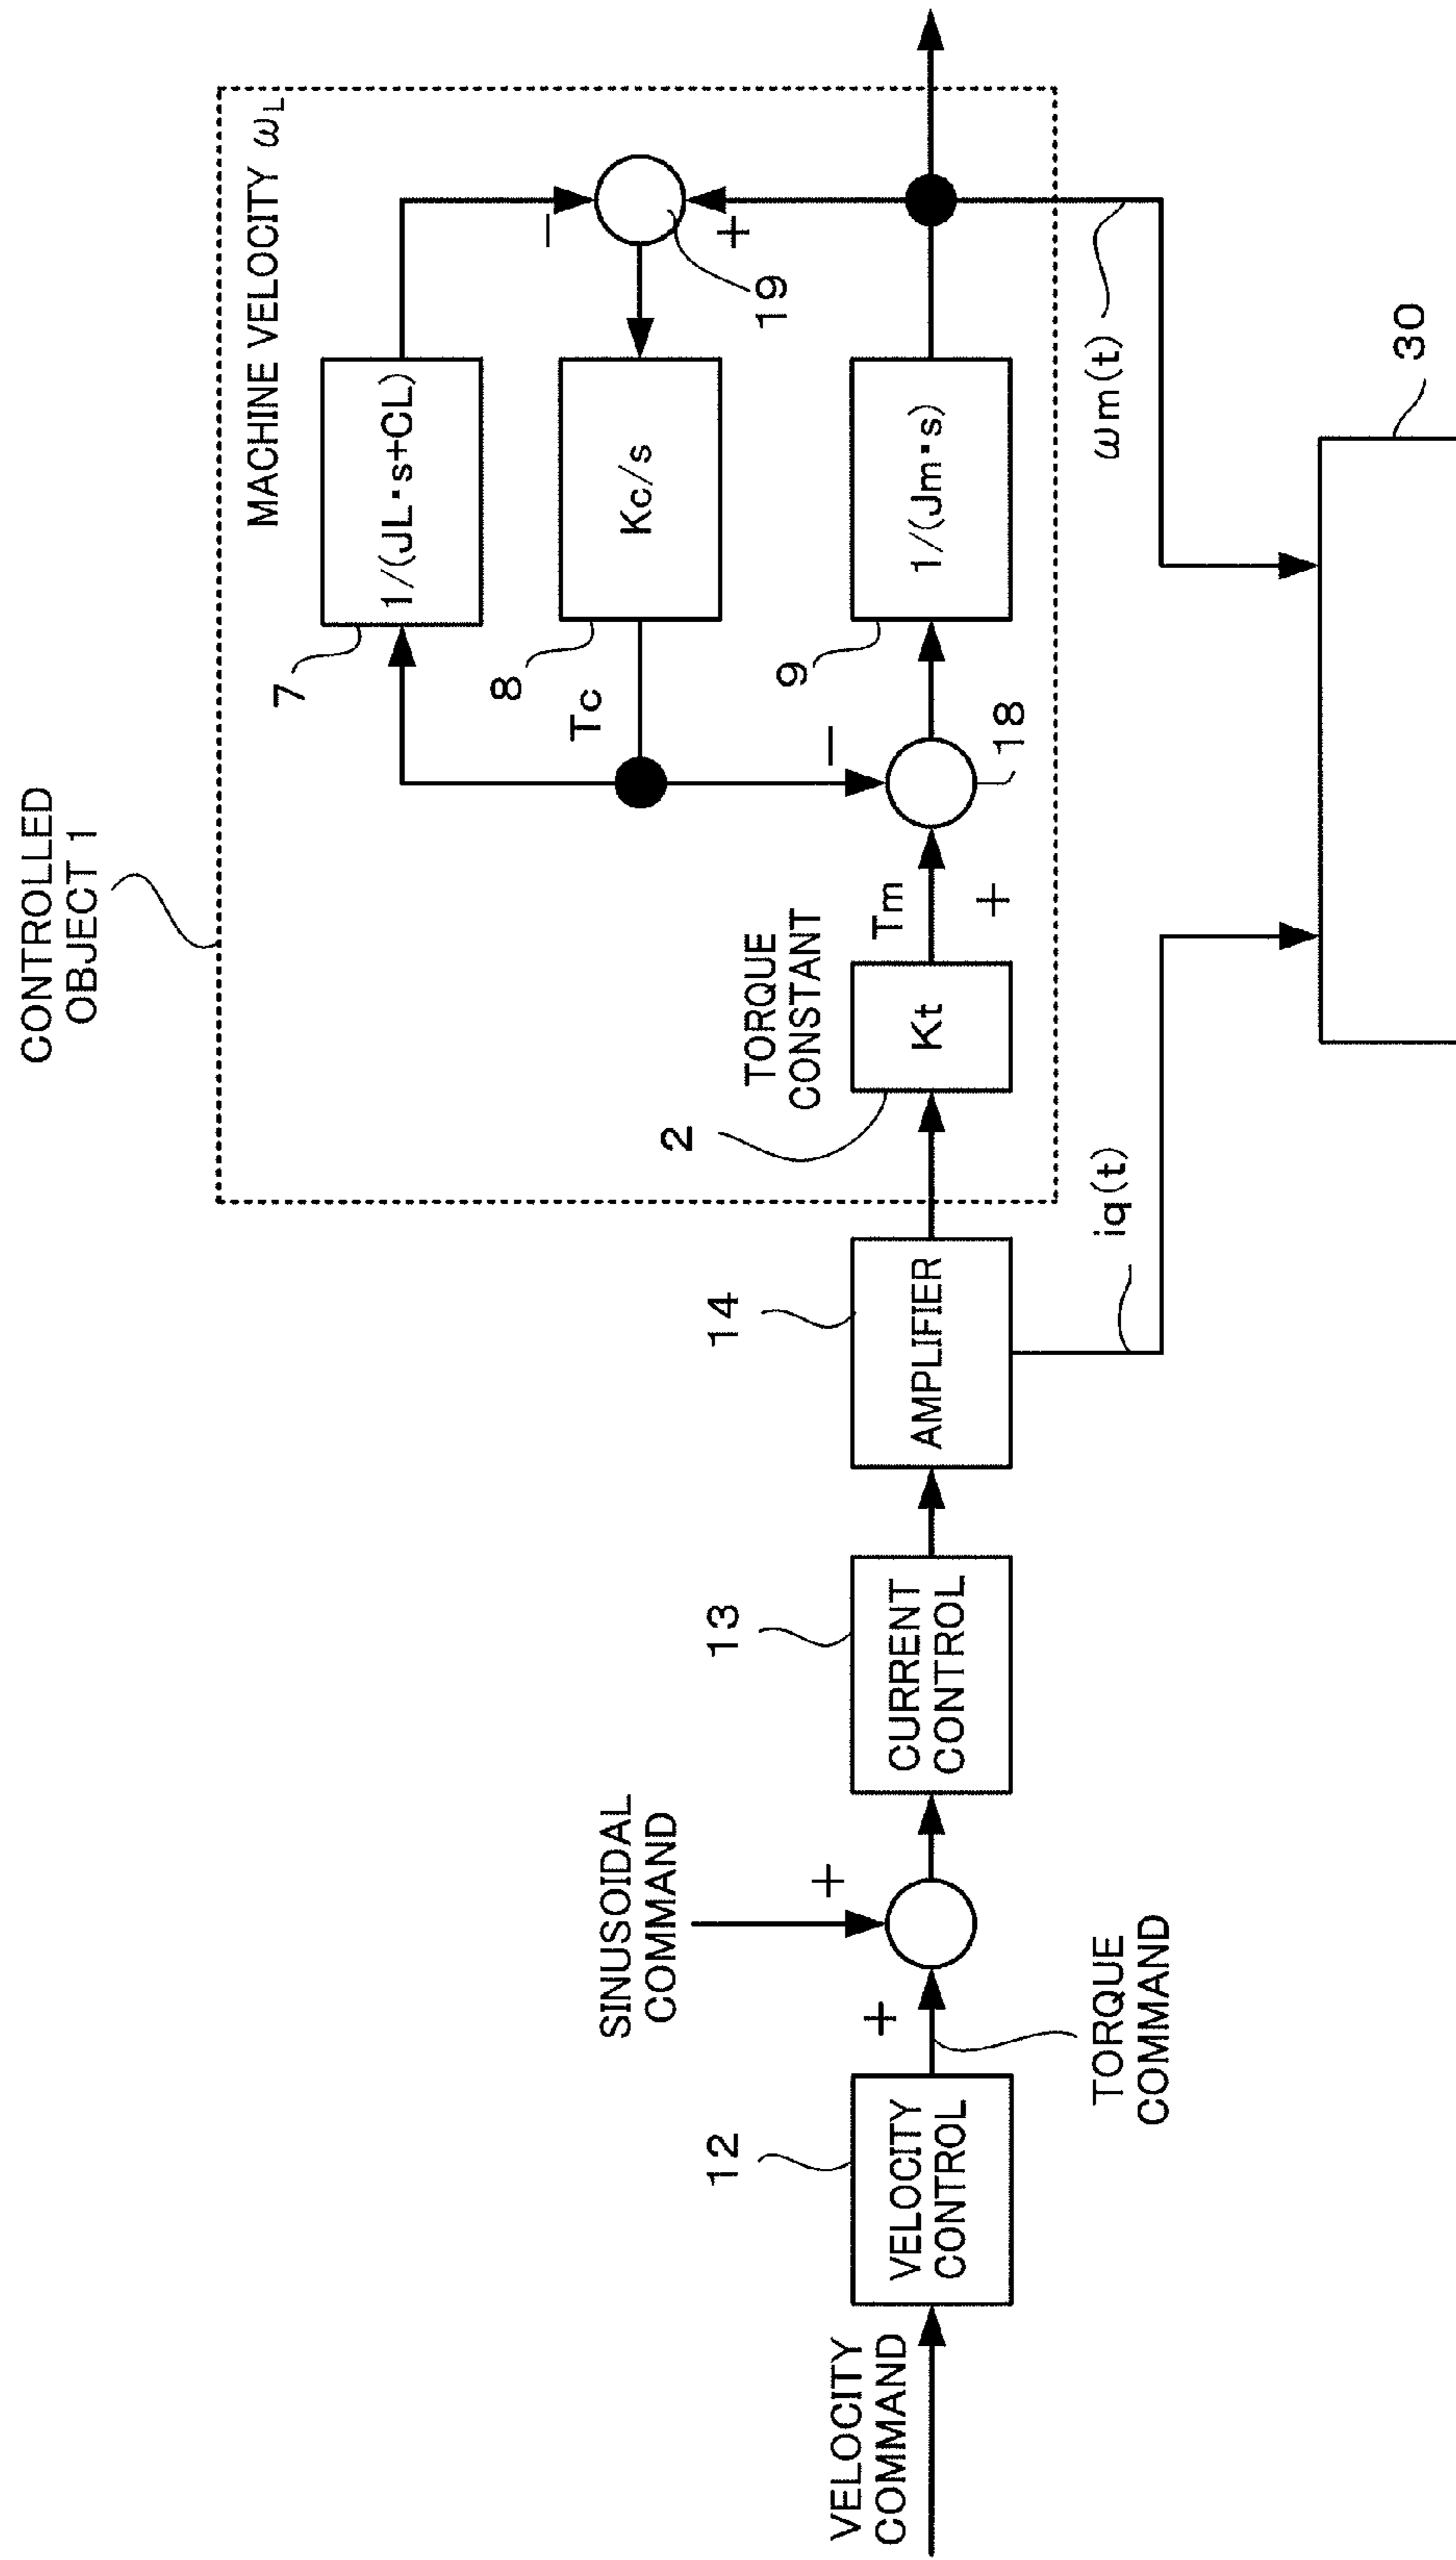 CONTROLLED
OBJECT 1
MACHINE VELOCITY ωL
7
1/(JL·s+CL)
8
Kc/s
Tc
19
−
+
9
1/(Jm·s)
−
18
TORQUE
CONSTANT
2
Kt
Tm
+
ωm(t)
iq(t)
30
14
AMPLIFIER
13
CURRENT
CONTROL
SINUSOIDAL
COMMAND
+
+
12
VELOCITY
CONTROL
TORQUE
COMMAND
VELOCITY
COMMAND